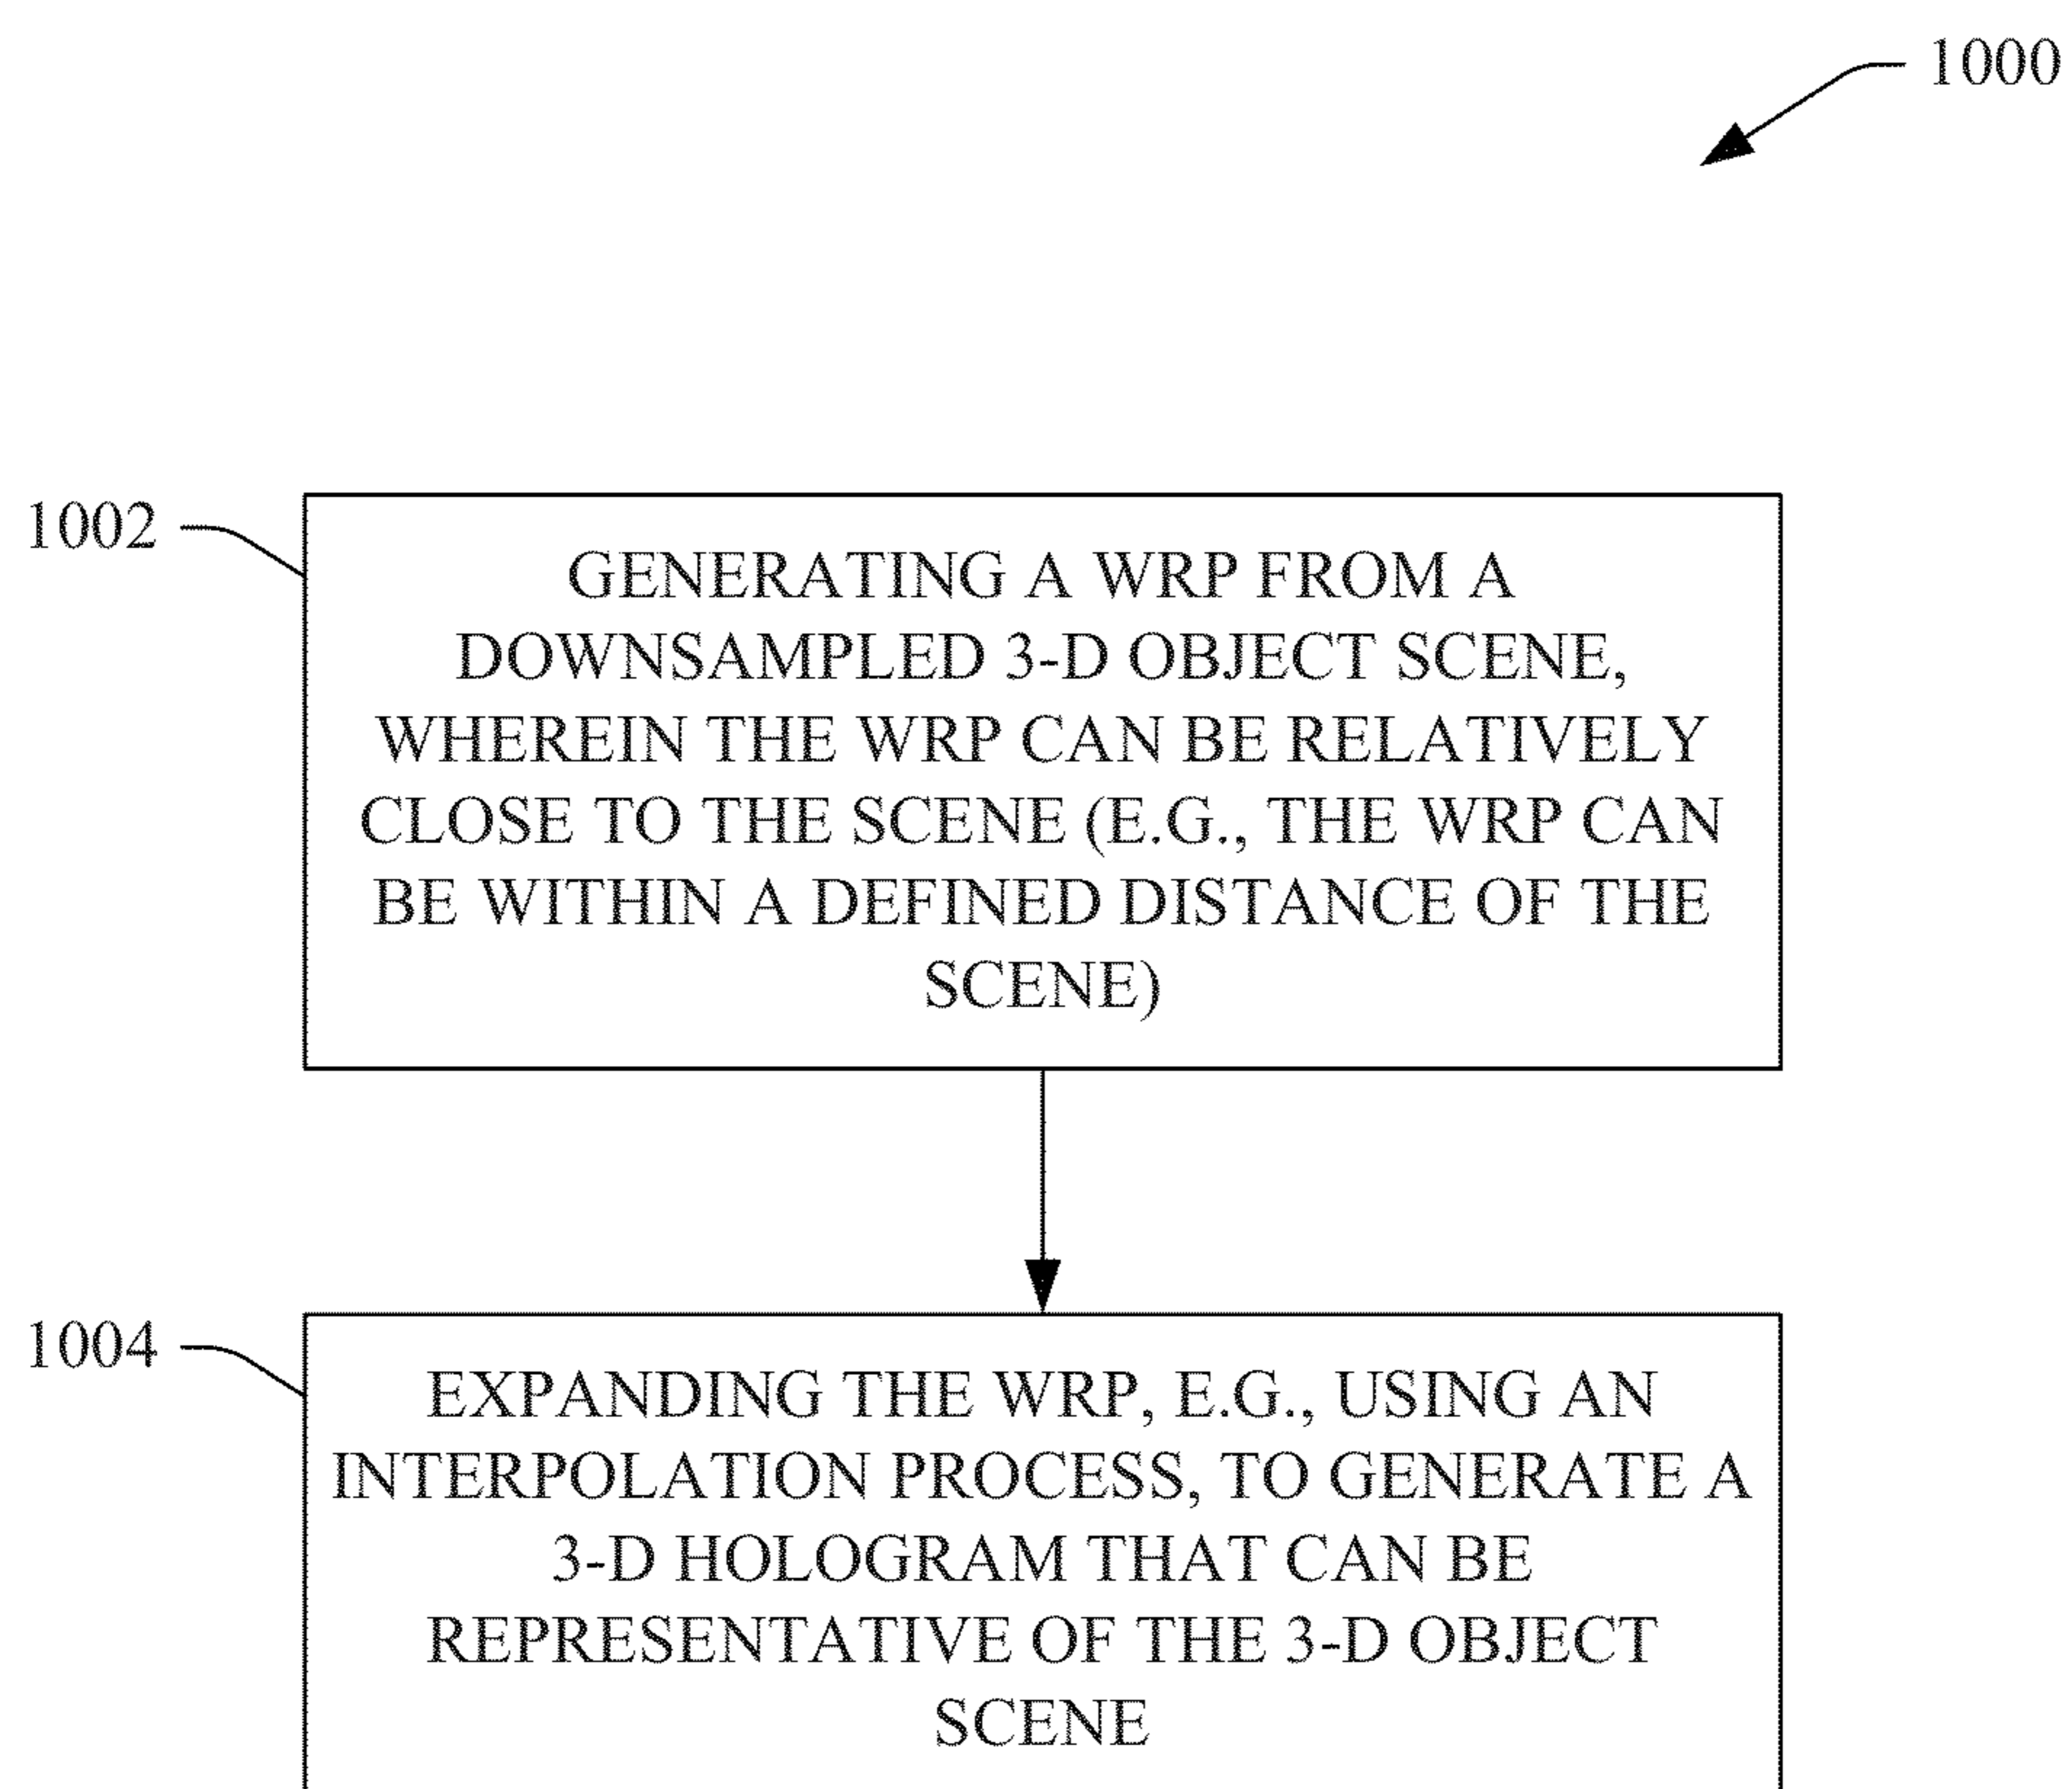 1000
1002
GENERATING A WRP FROM A
DOWNSAMPLED 3-D OBJECT SCENE,
WHEREIN THE WRP CAN BE RELATIVELY
CLOSE TO THE SCENE (E.G., THE WRP CAN
BE WITHIN A DEFINED DISTANCE OF THE
SCENE)
1004
EXPANDING THE WRP, E.G., USING AN
INTERPOLATION PROCESS, TO GENERATE A
3-D HOLOGRAM THAT CAN BE
REPRESENTATIVE OF THE 3-D OBJECT
SCENE